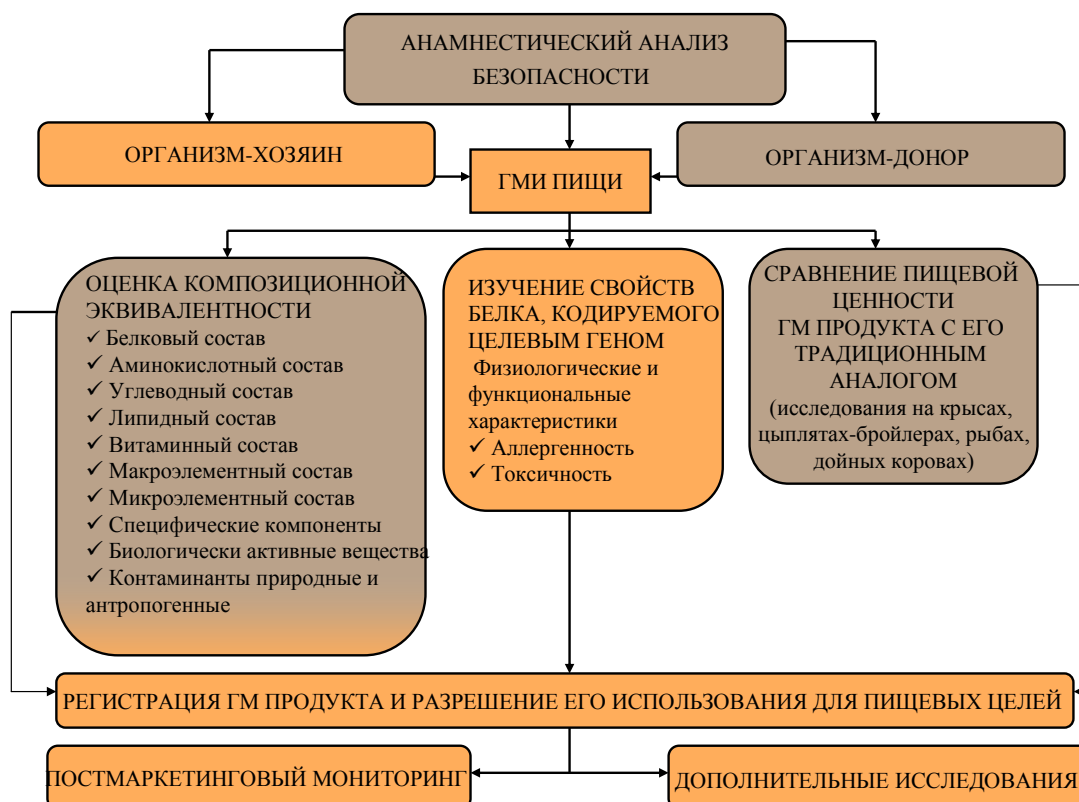 АНАМНЕСТИЧЕСКИЙ АНАЛИЗ
БЕЗОПАСНОСТИ
ОРГАНИЗМ-ХОЗЯИН
ОРГАНИЗМ-ДОНОР
ГМИ ПИЩИ
ОЦЕНКА КОМПОЗИЦИОННОЙ
ЭКВИВАЛЕНТНОСТИ
✓ Белковый состав
✓ Аминокислотный состав
✓ Углеводный состав
✓ Липидный состав
✓ Витаминный состав
✓ Макроэлементный состав
✓ Микроэлементный состав
✓ Специфические компоненты
✓ Биологически активные вещества
✓ Контаминанты природные и
антропогенные
ИЗУЧЕНИЕ СВОЙСТВ
БЕЛКА, КОДИРУЕМОГО
ЦЕЛЕВЫМ ГЕНОМ
Физиологические и
функциональные
характеристики
✓ Аллергенность
✓ Токсичность
СРАВНЕНИЕ ПИЩЕВОЙ
ЦЕННОСТИ
ГМ ПРОДУКТА С ЕГО
ТРАДИЦИОННЫМ
АНАЛОГОМ
(исследования на крысах,
цыплятах-бройлерах, рыбах,
дойных коровах)
РЕГИСТРАЦИЯ ГМ ПРОДУКТА И РАЗРЕШЕНИЕ ЕГО ИСПОЛЬЗОВАНИЯ ДЛЯ ПИЩЕВЫХ ЦЕЛЕЙ
ПОСТМАРКЕТИНГОВЫЙ МОНИТОРИНГ
ДОПОЛНИТЕЛЬНЫЕ ИССЛЕДОВАНИЯ